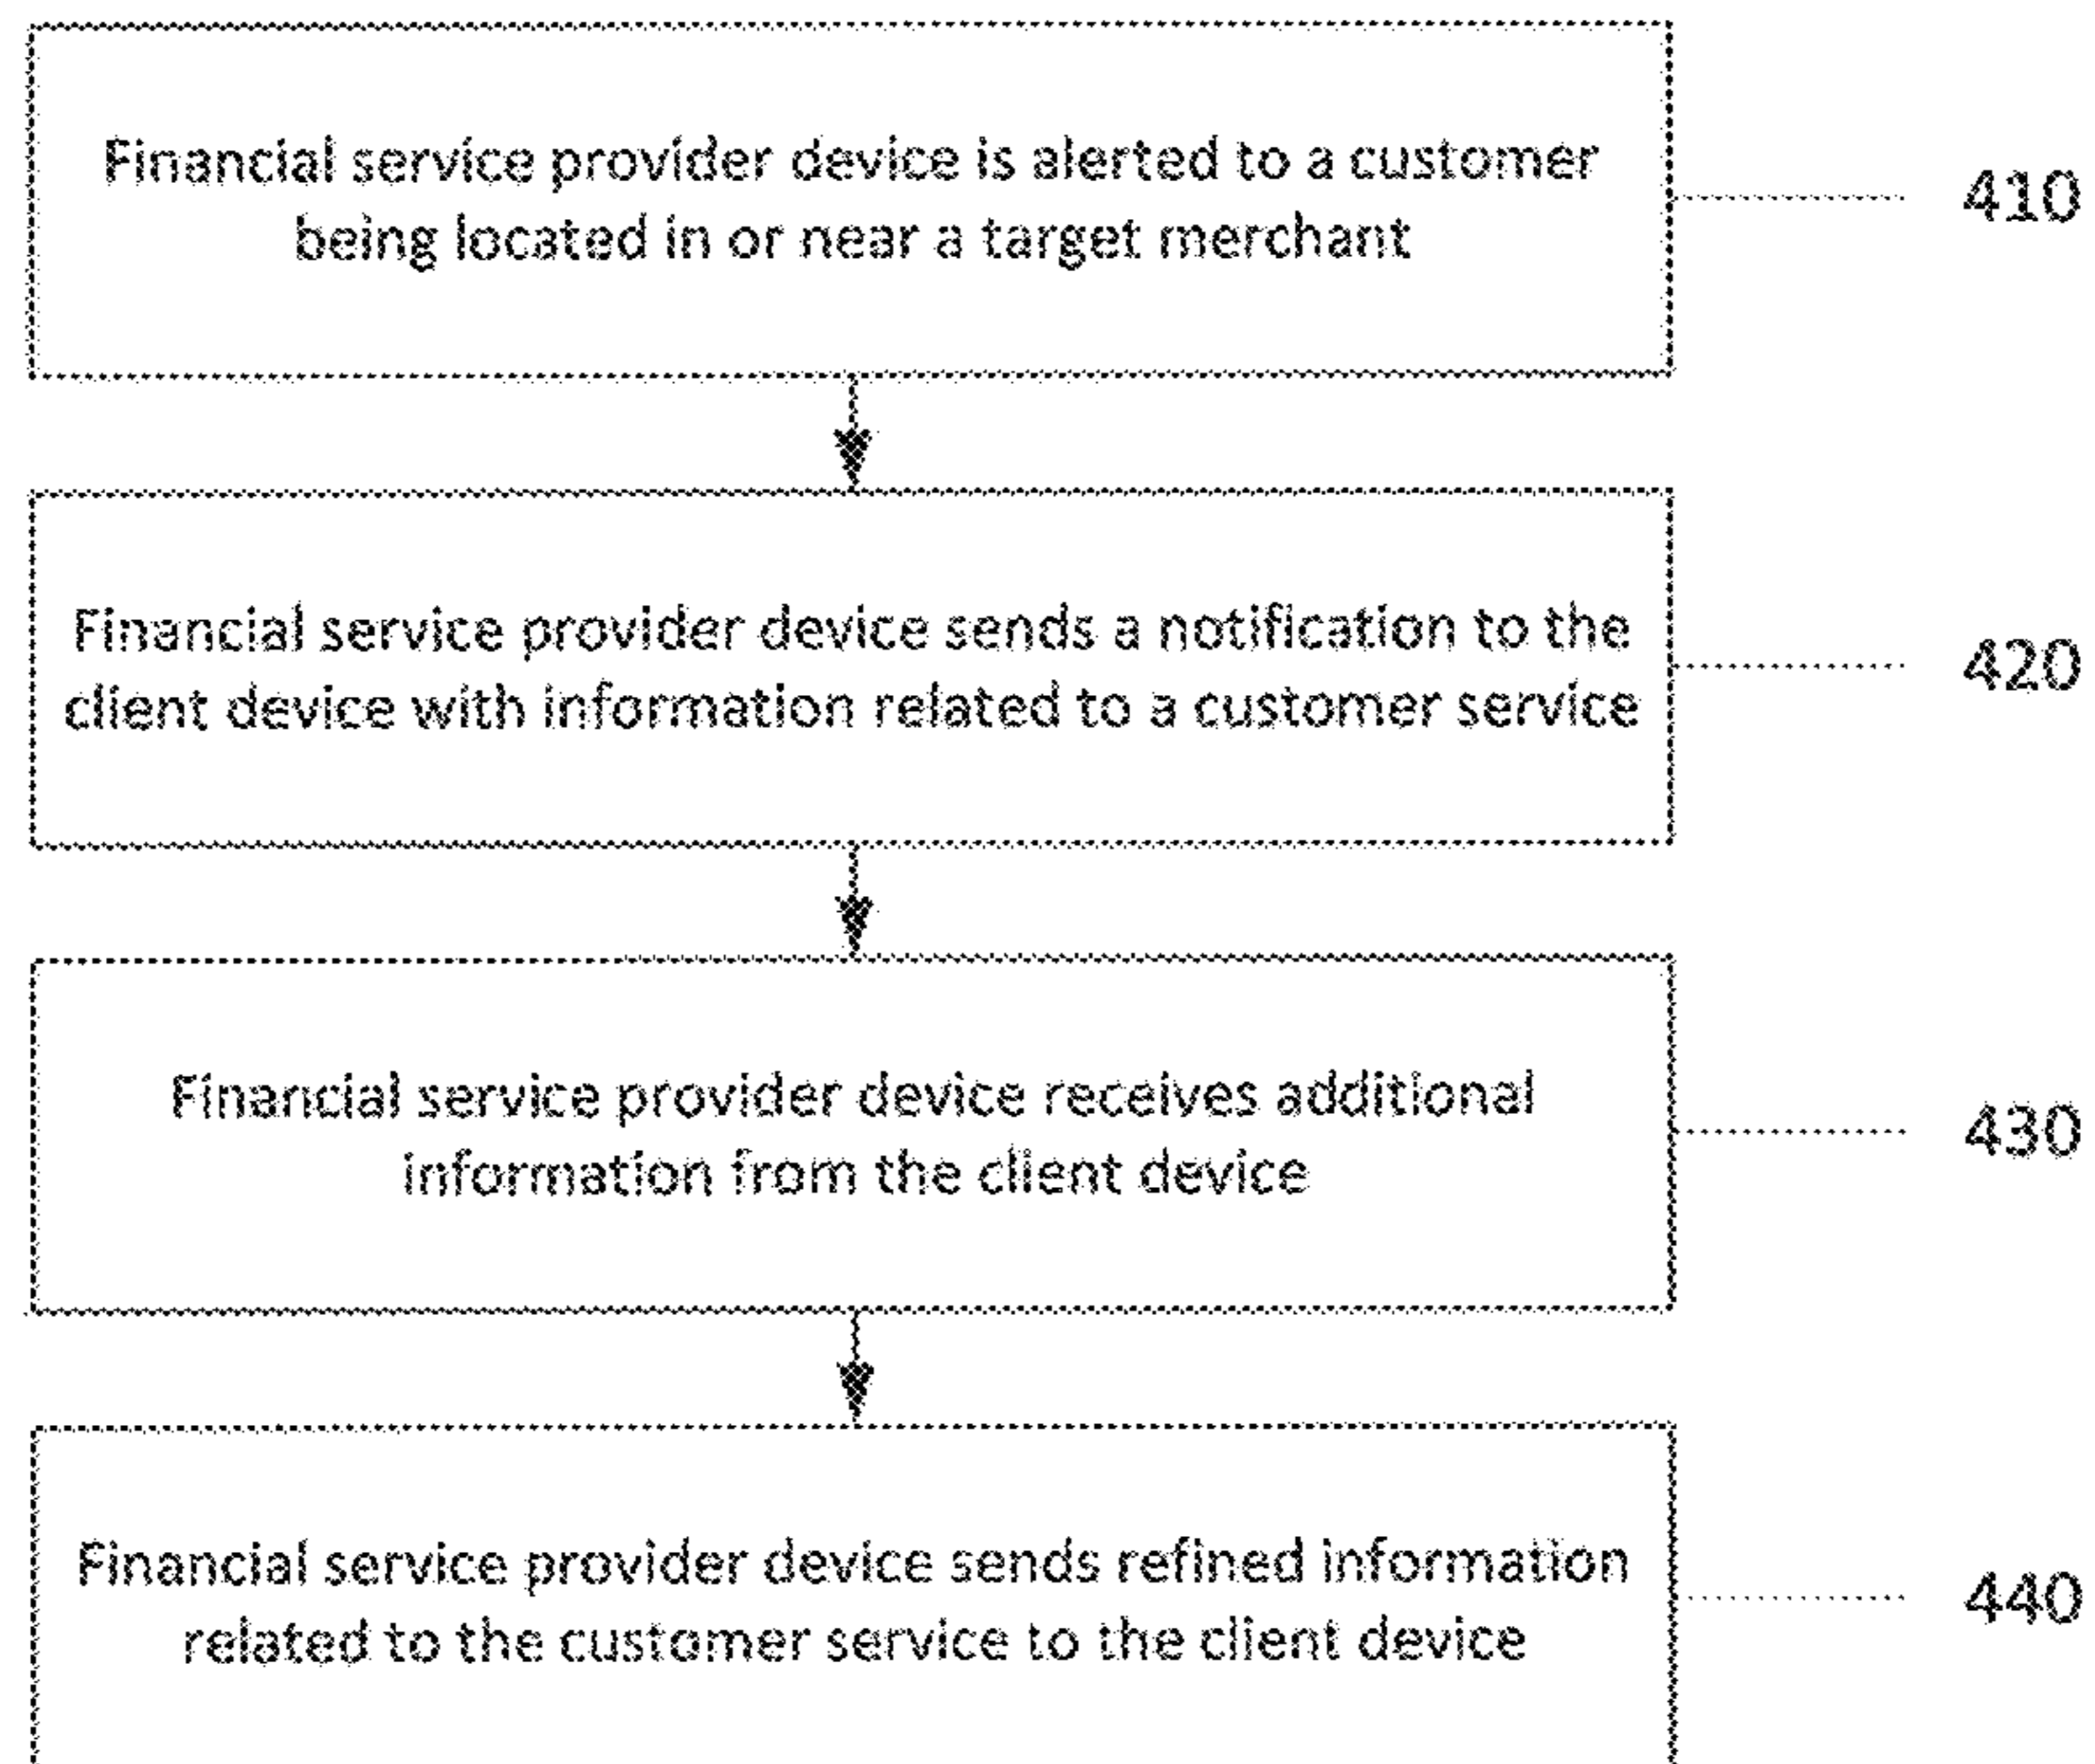 Financial service provider device is alerted to a customer
being located in or near a target merchant
410
Financial service provider device sends a notification to the
client device with information related to a customer service
420
Financial service provider device receives additional
information from the client device
430
Financial service provider device sends refined information
related to the customer service to the client device
440